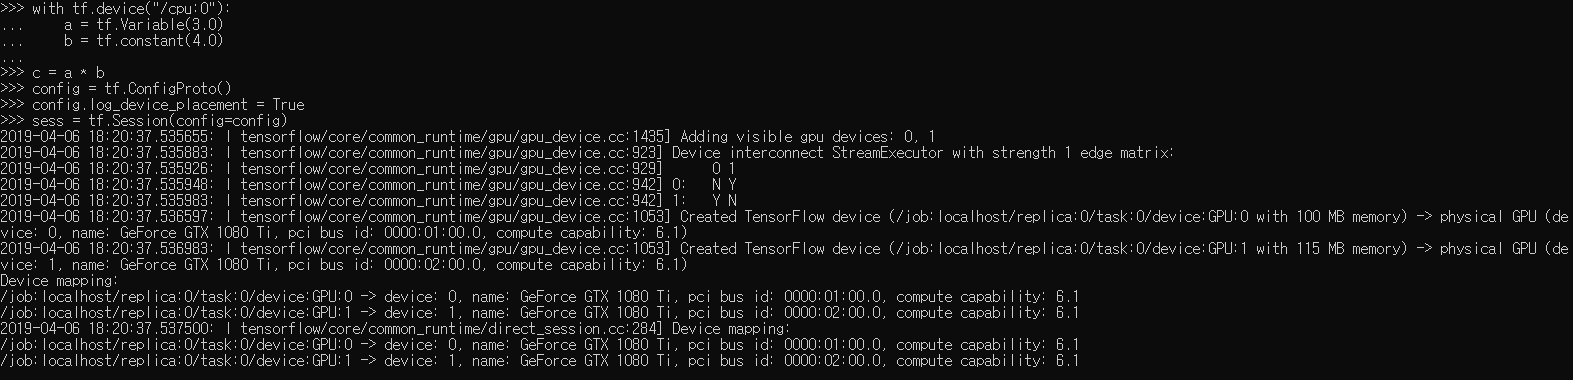 >>> with tf.device("/cpu:0"):
...     a = tf.Variable(3.0)
...     b = tf.constant(4.0)
...
>>> c = a * b
>>> config = tf.ConfigProto()
>>> config.log_device_placement = True
>>> sess = tf.Session(config=config)
2019-04-06 18:20:37.535655: I tensorflow/core/common_runtime/gpu/gpu_device.cc:1435] Adding visible gpu devices: 0, 1
2019-04-06 18:20:37.535883: I tensorflow/core/common_runtime/gpu/gpu_device.cc:923] Device interconnect StreamExecutor with strength 1 edge matrix:
2019-04-06 18:20:37.535926: I tensorflow/core/common_runtime/gpu/gpu_device.cc:929]      0 1
2019-04-06 18:20:37.535948: I tensorflow/core/common_runtime/gpu/gpu_device.cc:942] 0:   N Y
2019-04-06 18:20:37.535983: I tensorflow/core/common_runtime/gpu/gpu_device.cc:942] 1:   Y N
2019-04-06 18:20:37.536597: I tensorflow/core/common_runtime/gpu/gpu_device.cc:1053] Created TensorFlow device (/job:localhost/replica:0/task:0/device:GPU:0 with 100 MB memory) -> physical GPU (de
vice: 0, name: GeForce GTX 1080 Ti, pci bus id: 0000:01:00.0, compute capability: 6.1)
2019-04-06 18:20:37.536983: I tensorflow/core/common_runtime/gpu/gpu_device.cc:1053] Created TensorFlow device (/job:localhost/replica:0/task:0/device:GPU:1 with 115 MB memory) -> physical GPU (de
vice: 1, name: GeForce GTX 1080 Ti, pci bus id: 0000:02:00.0, compute capability: 6.1)
Device mapping:
/job:localhost/replica:0/task:0/device:GPU:0 -> device: 0, name: GeForce GTX 1080 Ti, pci bus id: 0000:01:00.0, compute capability: 6.1
/job:localhost/replica:0/task:0/device:GPU:1 -> device: 1, name: GeForce GTX 1080 Ti, pci bus id: 0000:02:00.0, compute capability: 6.1
2019-04-06 18:20:37.537500: I tensorflow/core/common_runtime/direct_session.cc:284] Device mapping:
/job:localhost/replica:0/task:0/device:GPU:0 -> device: 0, name: GeForce GTX 1080 Ti, pci bus id: 0000:01:00.0, compute capability: 6.1
/job:localhost/replica:0/task:0/device:GPU:1 -> device: 1, name: GeForce GTX 1080 Ti, pci bus id: 0000:02:00.0, compute capability: 6.1